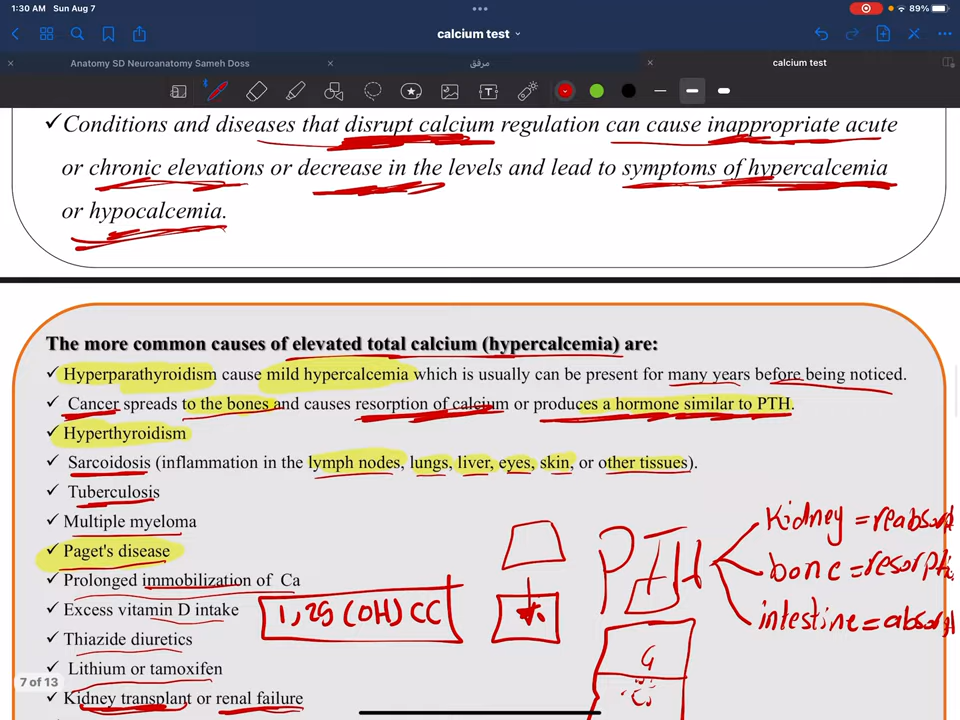 1:30 AM Sun Aug 7
89%
calcium test
Anatomy SD Neuroanatomy Sameh Doss
مرفق
calcium test
✓Conditions and diseases that disrupt calcium regulation can cause inappropriate acute
or chronic elevations or decrease in the levels and lead to symptoms of hypercalcemia
or hypocalcemia.
The more common causes of elevated total calcium (hypercalcemia) are:
✓ Hyperparathyroidism cause mild hypercalcemia which is usually can be present for many years before being noticed.
✓ Cancer spreads to the bones and causes resorption of calcium or produces a hormone similar to PTH.
✓ Hyperthyroidism
✓ Sarcoidosis (inflammation in the lymph nodes, lungs, liver, eyes, skin, or other tissues).
✓ Tuberculosis
✓ Multiple myeloma
✓ Paget's disease
✓ Prolonged immobilization of Ca
✓ Excess vitamin D intake
✓ Thiazide diuretics
✓ Lithium or tamoxifen
✓ Kidney transplant or renal failure
7 of 13
1,25 (OH) CC
PTH
Kidney = reabsor
bone = resorpti
intestine = absor
G